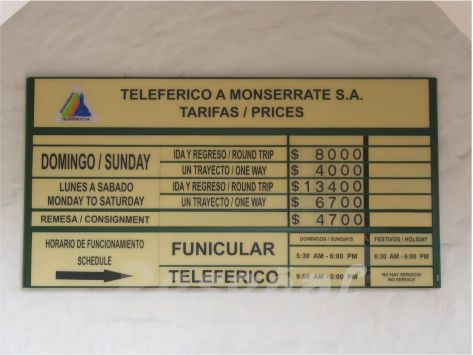 TELEFERICO A MONSERRATE S.A.
TARIFAS / PRICES
DOMINGO / SUNDAY
IDA Y REGRESO / ROUND TRIP $ 8000
UN TRAYECTO / ONE WAY $ 4000
LUNES A SABADO
MONDAY TO SATURDAY
IDA Y REGRESO / ROUND TRIP $ 13400
UN TRAYECTO / ONE WAY $ 6700
REMESA / CONSIGNMENT $ 4700
HORARIO DE FUNCIONAMIENTO
SCHEDULE
DOMINGOS / SUNDAYS FESTIVOS / HOLIDAY
FUNICULAR 5:30 AM - 6:00 PM 6:30 AM - 6:00 PM
TELEFERICO 9:00 AM - 5:00 PM NO HAY SERVICIO
NO SERVICE